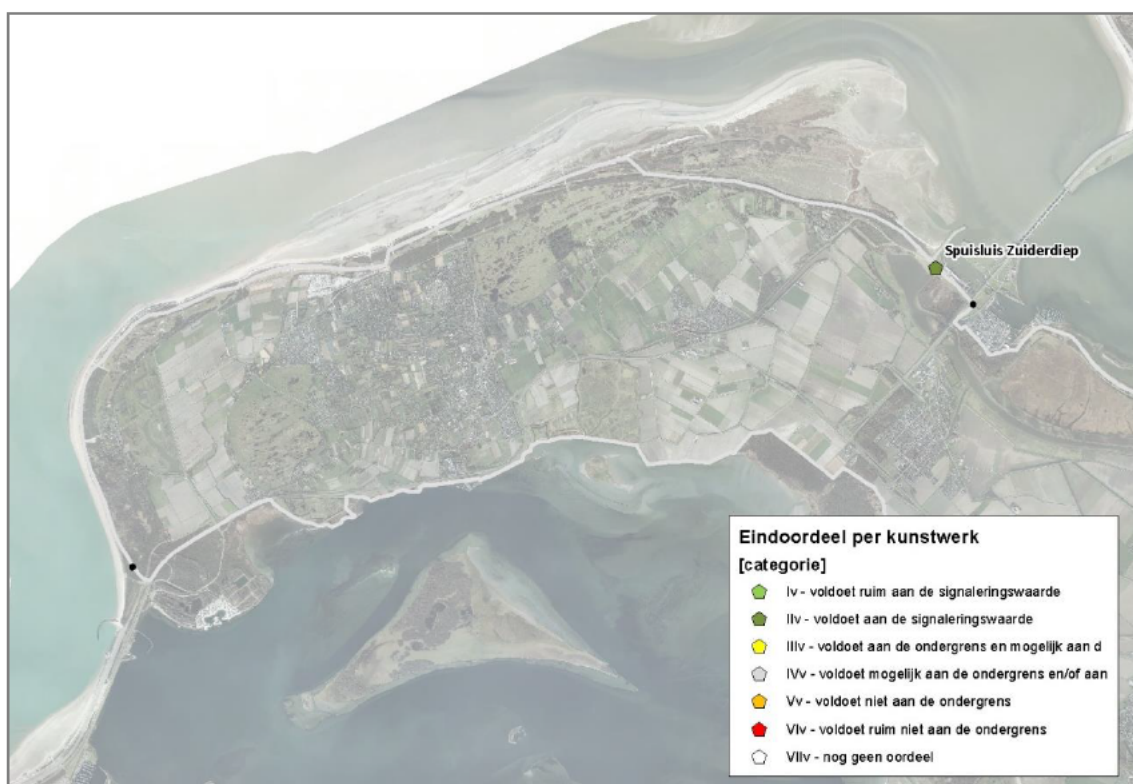 Spuisluis Zuiderdiep
Eindoordeel per kunstwerk
[categorie]
Iv - voldoet ruim aan de signaleringswaarde
IIv - voldoet aan de signaleringswaarde
IIIv - voldoet aan de ondergrens en mogelijk aan d
IVv - voldoet mogelijk aan de ondergrens en/of aan
Vv - voldoet niet aan de ondergrens
VIv - voldoet ruim niet aan de ondergrens
VIIv - nog geen oordeel